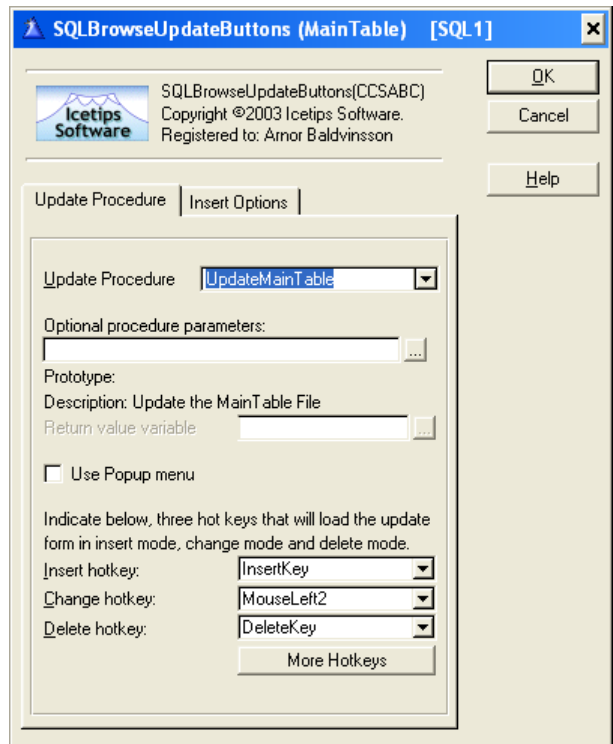 SQLBrowseUpdateButtons (MainTable) [SQL1]
OK
Cancel
Help
Icetips
Software
SQLBrowseUpdateButtons(CCSABC)
Copyright ©2003 Icetips Software.
Registered to: Arnor Baldvinsson
Update Procedure
Insert Options
Update Procedure UpdateMainTable
Optional procedure parameters:
...
Prototype:
Description: Update the MainTable File
Return value variable ...
Use Popup menu
Indicate below, three hot keys that will load the update
form in insert mode, change mode and delete mode.
Insert hotkey: InsertKey
Change hotkey: MouseLeft2
Delete hotkey: DeleteKey
More Hotkeys